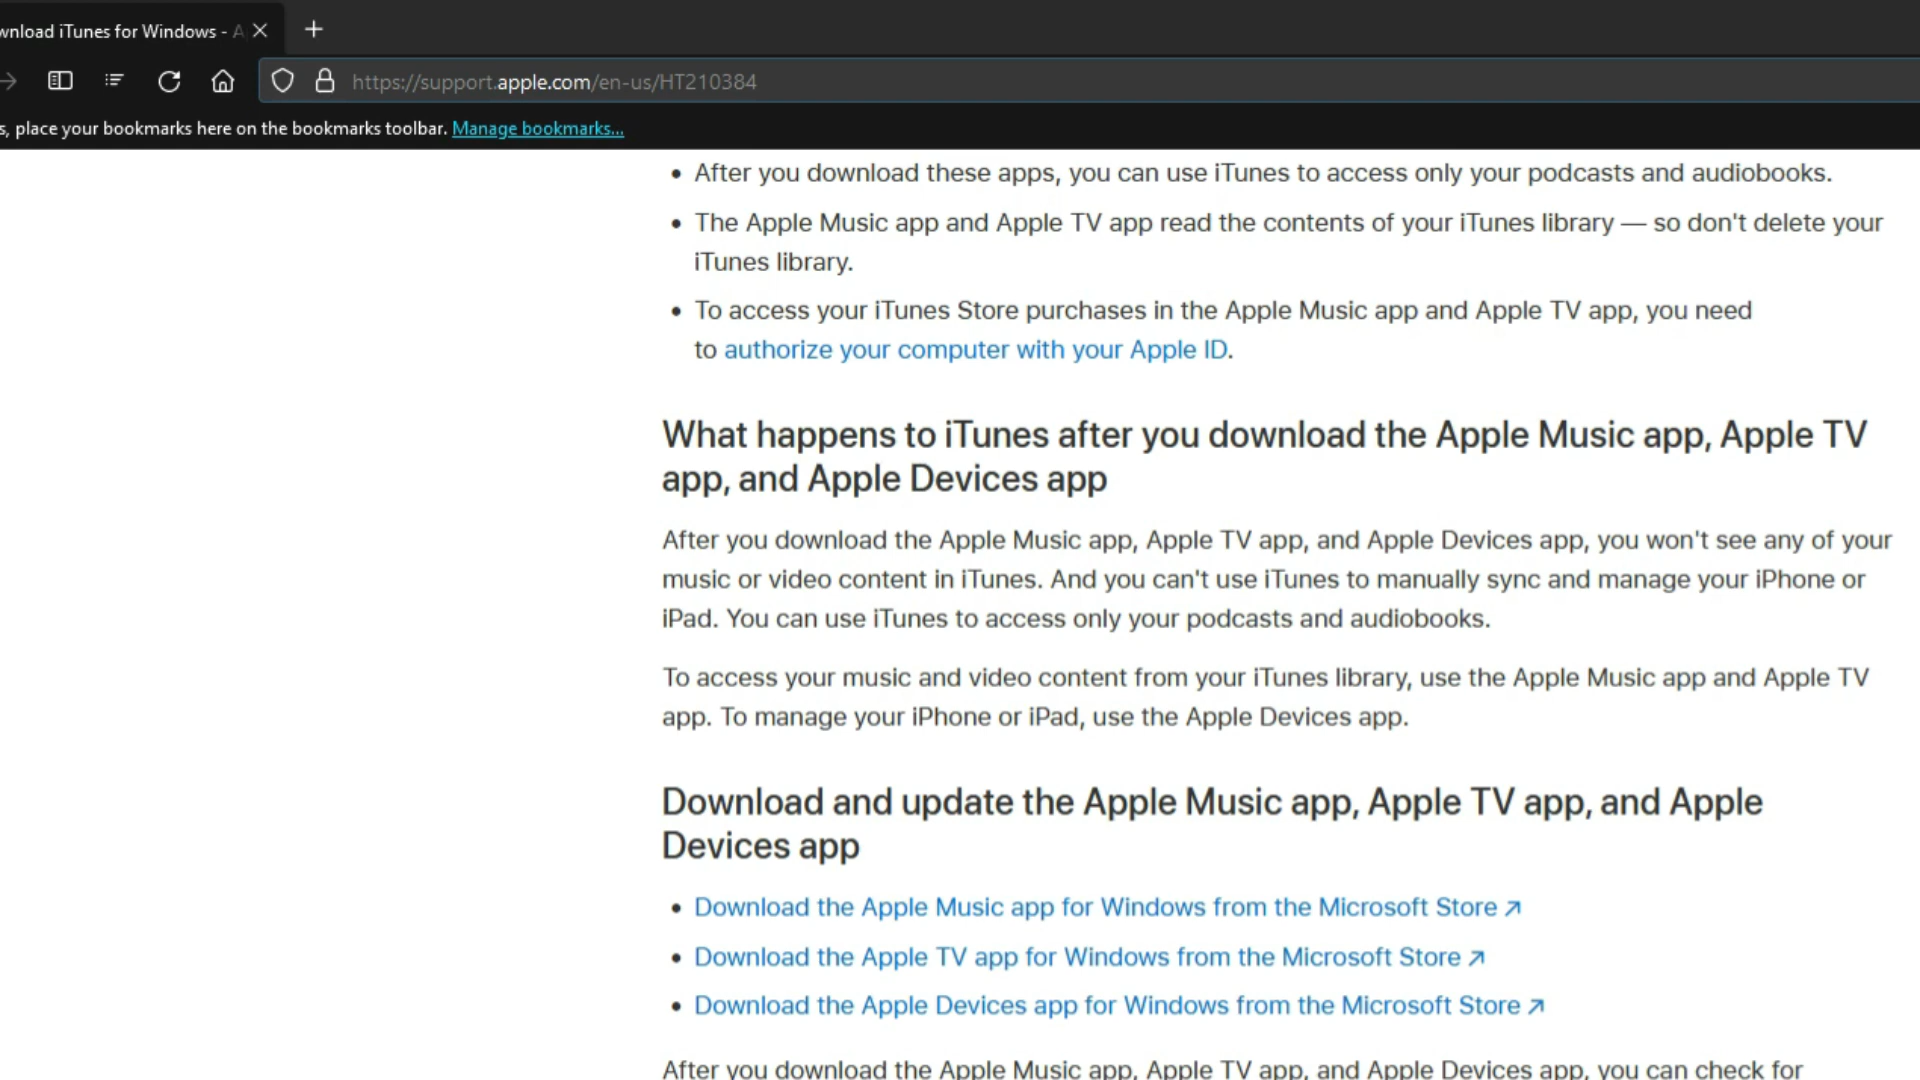 wnload iTunes for Windows - A
https://support.apple.com/en-us/HT210384
s, place your bookmarks here on the bookmarks toolbar. Manage bookmarks...
• After you download these apps, you can use iTunes to access only your podcasts and audiobooks.
• The Apple Music app and Apple TV app read the contents of your iTunes library — so don't delete your
iTunes library.
• To access your iTunes Store purchases in the Apple Music app and Apple TV app, you need
to authorize your computer with your Apple ID.
What happens to iTunes after you download the Apple Music app, Apple TV
app, and Apple Devices app
After you download the Apple Music app, Apple TV app, and Apple Devices app, you won't see any of your
music or video content in iTunes. And you can't use iTunes to manually sync and manage your iPhone or
iPad. You can use iTunes to access only your podcasts and audiobooks.
To access your music and video content from your iTunes library, use the Apple Music app and Apple TV
app. To manage your iPhone or iPad, use the Apple Devices app.
Download and update the Apple Music app, Apple TV app, and Apple
Devices app
• Download the Apple Music app for Windows from the Microsoft Store ↗
• Download the Apple TV app for Windows from the Microsoft Store ↗
• Download the Apple Devices app for Windows from the Microsoft Store ↗
After you download the Apple Music app, Apple TV app, and Apple Devices app, you can check for